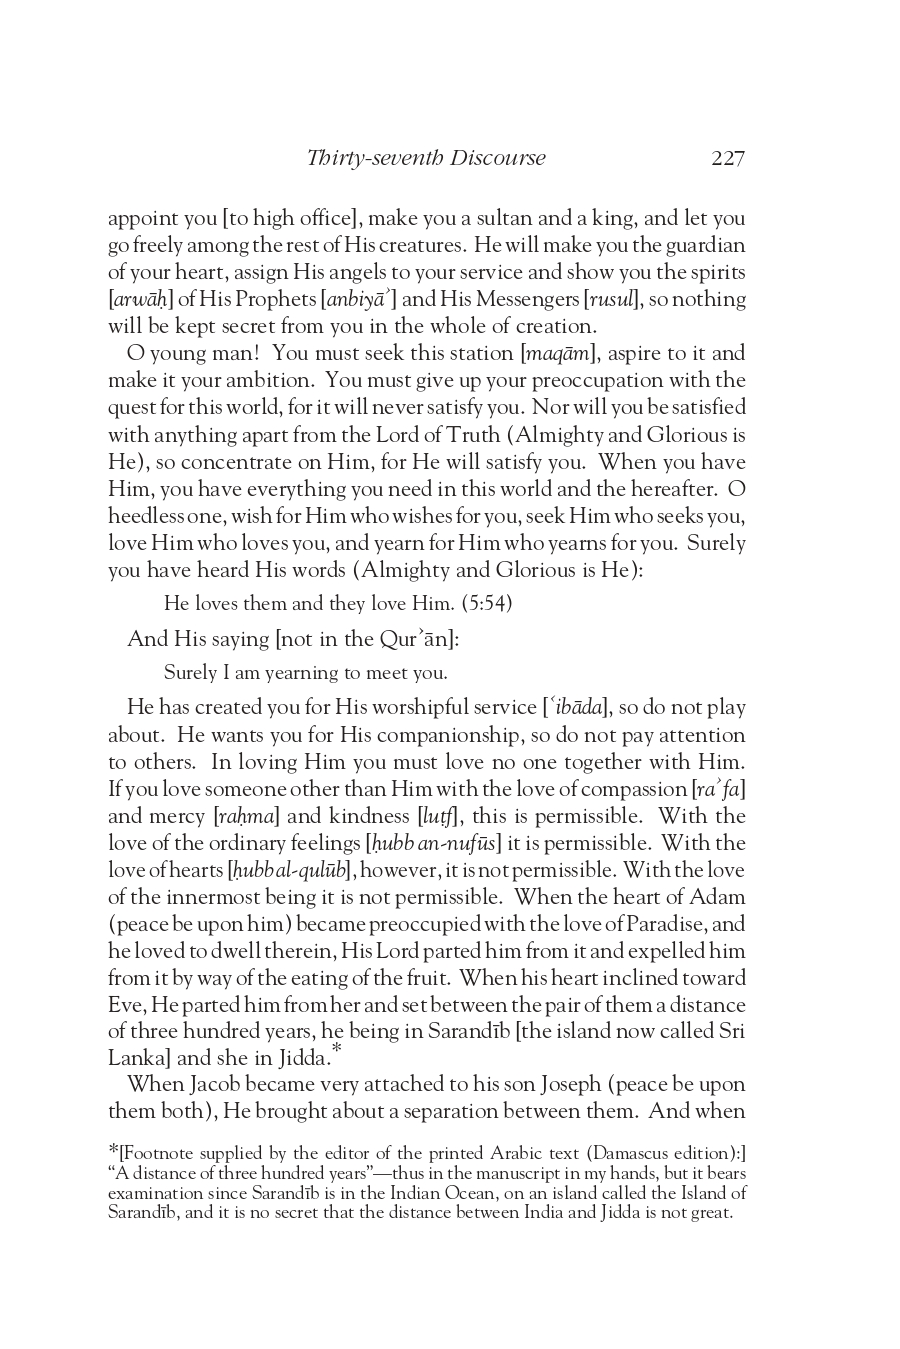 Thirty-seventh Discourse 227
appoint you [to high office], make you a sultan and a king, and let you
go freely among the rest of His creatures. He will make you the guardian
of your heart, assign His angels to your service and show you the spirits
[arwāḥ] of His Prophets [anbiyāʾ] and His Messengers [rusul], so nothing
will be kept secret from you in the whole of creation.
O young man! You must seek this station [maqām], aspire to it and
make it your ambition. You must give up your preoccupation with the
quest for this world, for it will never satisfy you. Nor will you be satisfied
with anything apart from the Lord of Truth (Almighty and Glorious is
He), so concentrate on Him, for He will satisfy you. When you have
Him, you have everything you need in this world and the hereafter. O
heedless one, wish for Him who wishes for you, seek Him who seeks you,
love Him who loves you, and yearn for Him who yearns for you. Surely
you have heard His words (Almighty and Glorious is He):
He loves them and they love Him. (5:54)
And His saying [not in the Qurʾān]:
Surely I am yearning to meet you.
He has created you for His worshipful service [ʿibāda], so do not play
about. He wants you for His companionship, so do not pay attention
to others. In loving Him you must love no one together with Him.
If you love someone other than Him with the love of compassion [raʾfa]
and mercy [raḥma] and kindness [luṭf], this is permissible. With the
love of the ordinary feelings [ḥubb an-nufūs] it is permissible. With the
love of hearts [ḥubb al-qulūb], however, it is not permissible. With the love
of the innermost being it is not permissible. When the heart of Adam
(peace be upon him) became preoccupied with the love of Paradise, and
he loved to dwell therein, His Lord parted him from it and expelled him
from it by way of the eating of the fruit. When his heart inclined toward
Eve, He parted him from her and set between the pair of them a distance
of three hundred years, he being in Sarandīb [the island now called Sri
Lanka] and she in Jidda.*
When Jacob became very attached to his son Joseph (peace be upon
them both), He brought about a separation between them. And when
*[Footnote supplied by the editor of the printed Arabic text (Damascus edition):]
“A distance of three hundred years”—thus in the manuscript in my hands, but it bears
examination since Sarandīb is in the Indian Ocean, on an island called the Island of
Sarandīb, and it is no secret that the distance between India and Jidda is not great.